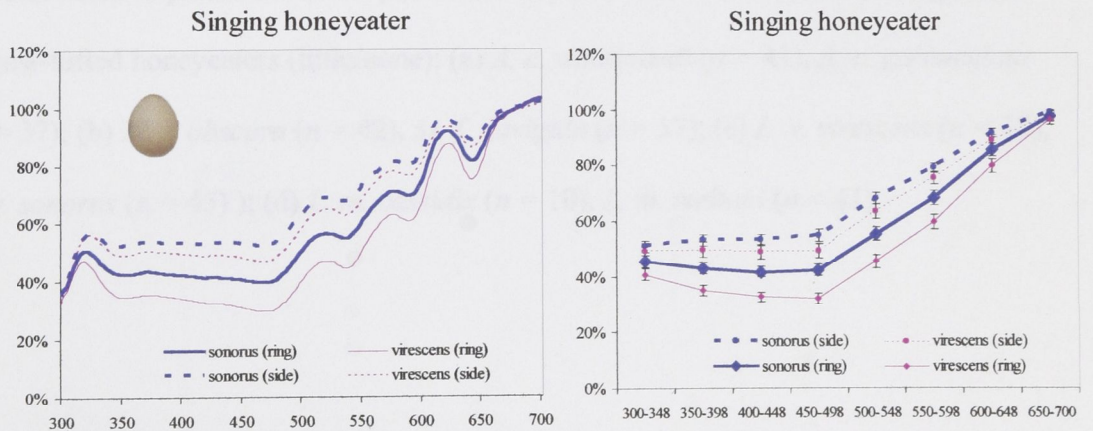 Singing honeyeater
120%
100%
80%
60%
40%
20%
0%
300 350 400 450 500 550 600 650 700
sonorus (ring) virescens (ring)
sonorus (side) virescens (side)
Singing honeyeater
120%
100%
80%
60%
40%
20%
0%
300-348 350-398 400-448 450-498 500-548 550-598 600-648 650-700
sonorus (side) virescens (side)
sonorus (ring) virescens (ring)